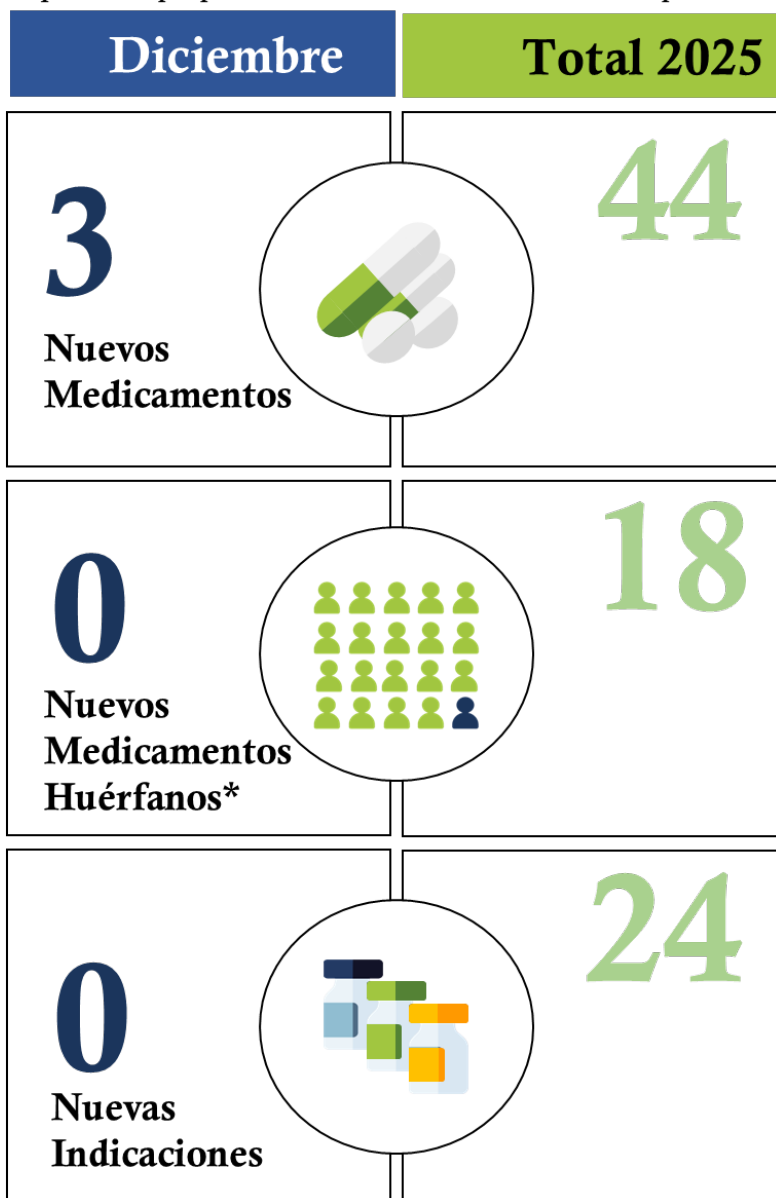 Diciembre
Total 2025
3
44
Nuevos
Medicamentos
0
18
Nuevos
Medicamentos
Huérfanos*
0
24
Nuevas
Indicaciones